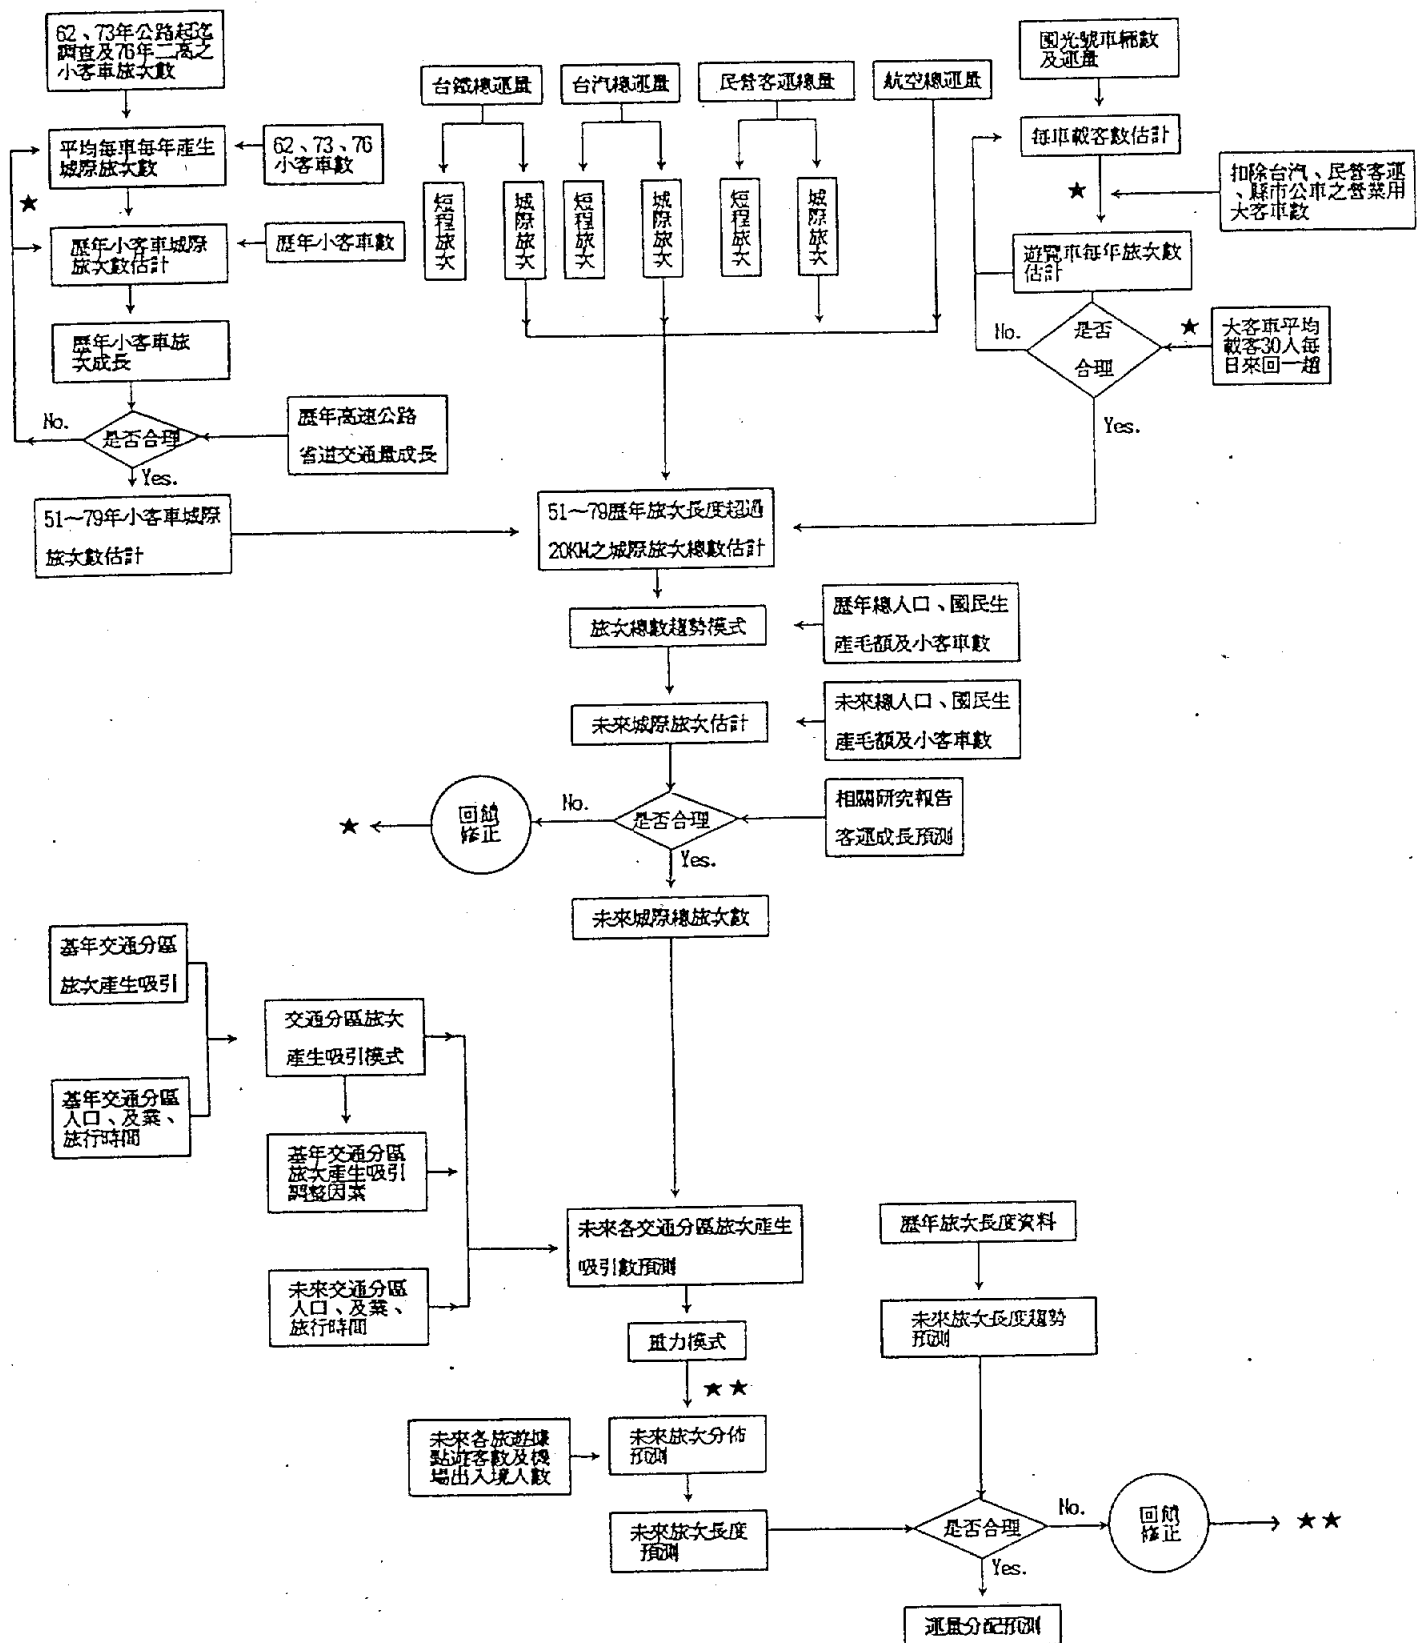 62、73年公路起迄
調查及76年二高之
小客車旅次數
平均每車每年產生
城際旅次數
62、73、76
小客車數
★
歷年小客車城際
旅次數估計
歷年小客車數
歷年小客車旅
次成長
No.
是否合理
歷年高速公路
省道交通量成長
Yes.
51～79年小客車城際
旅次數估計
台鐵總運量
台汽總運量
民營客運總量
航空總運量
短程旅次
城際旅次
短程旅次
城際旅次
短程旅次
城際旅次
國光號車輛數
及運量
每車載客數估計
★
扣除台汽、民營客運
、縣市公車之營業用
大客車數
遊覽車每年旅次數
估計
No.
是否
合理
★
大客車平均
載客30人每
日來回一趟
Yes.
51～79歷年旅次長度超過
20KM之城際旅次總數估計
旅次總數趨勢模式
歷年總人口、國民生
產毛額及小客車數
未來城際旅次估計
未來總人口、國民生
產毛額及小客車數
★
回饋
修正
No.
是否合理
相關研究報告
客運成長預測
Yes.
未來城際總旅次數
基年交通分區
旅次產生吸引
基年交通分區
人口、及業、
旅行時間
交通分區旅次
產生吸引模式
基年交通分區
旅次產生吸引
調整因素
未來交通分區
人口、及業、
旅行時間
未來各交通分區旅次產生
吸引數預測
重力模式
★★
未來各旅遊據
點遊客數及機
場出入境人數
未來旅次分佈
預測
未來旅次長度
預測
歷年旅次長度資料
未來旅次長度趨勢
預測
是否合理
No.
回饋
修正
★★
Yes.
運量分配預測